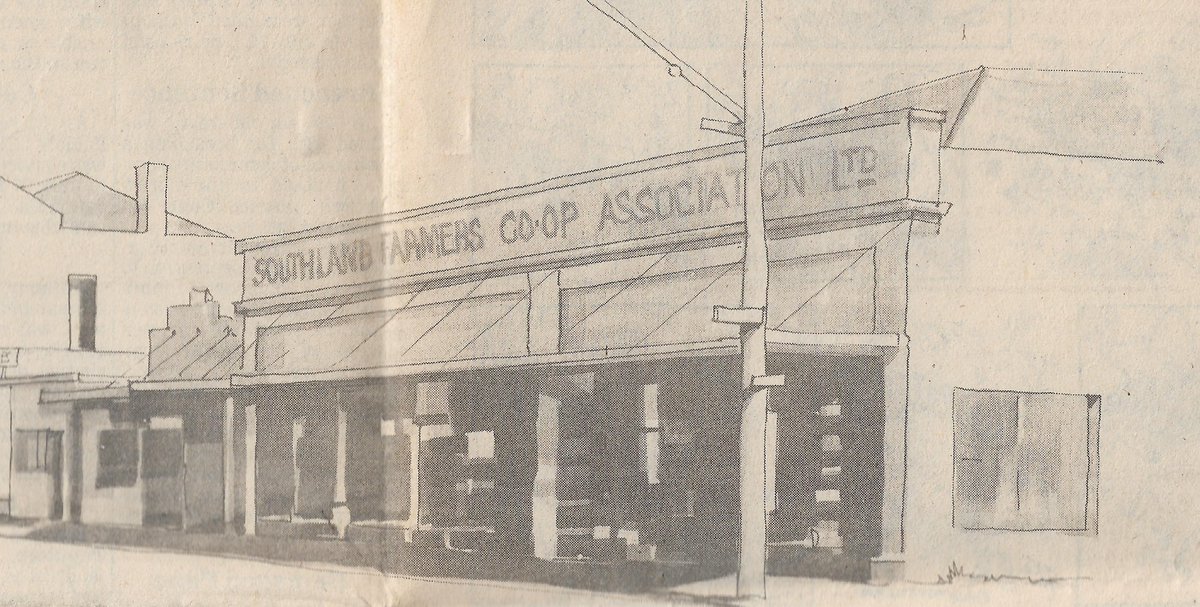 SOUTHLAND FARMERS CO-OP ASSOCIATION LTD